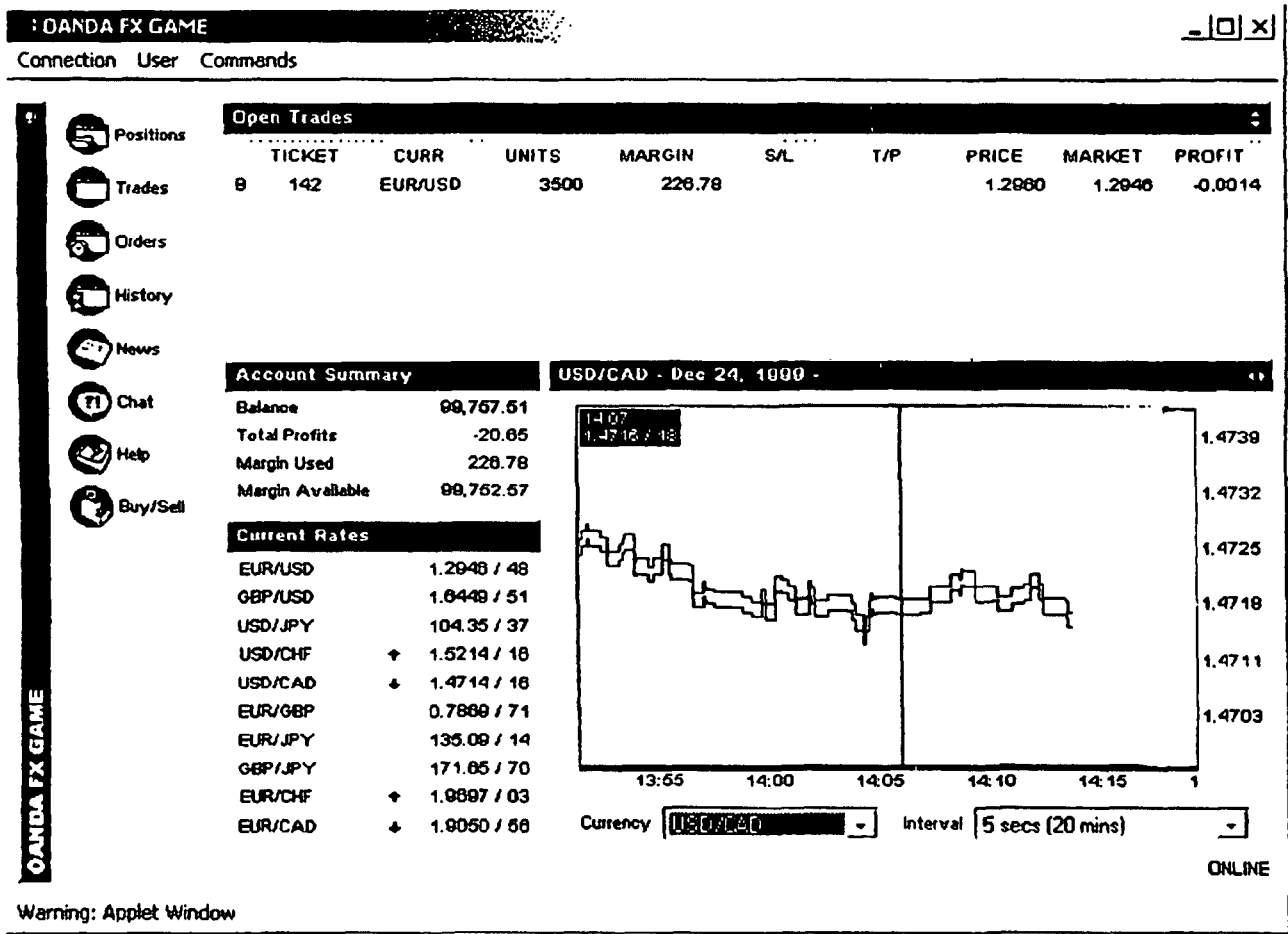 OANDA FX GAME
Connection User Commands
Positions
Trades
Orders
History
News
Chat
Help
Buy/Sell
OANDA FX GAME
Open Trades
TICKET CURR UNITS MARGIN S/L T/P PRICE MARKET PROFIT
B 142 EUR/USD 3500 226.78 1.2960 1.2946 -0.0014
Account Summary
Balance 99,757.51
Total Profits -20.65
Margin Used 226.78
Margin Available 99,752.57
Current Rates
EUR/USD 1.2946 / 48
GBP/USD 1.6449 / 51
USD/JPY 104.35 / 37
USD/CHF 1.5214 / 16
USD/CAD 1.4714 / 16
EUR/GBP 0.7869 / 71
EUR/JPY 135.09 / 14
GBP/JPY 171.65 / 70
EUR/CHF 1.9697 / 03
EUR/CAD 1.9050 / 56
USD/CAD - Dec 24, 1999 -
14:07
1.4716 / 18
1.4739
1.4732
1.4725
1.4718
1.4711
1.4703
13:55 14:00 14:05 14:10 14:15 1
Currency USD/CAD Interval 5 secs (20 mins)
ONLINE
Warning: Applet Window